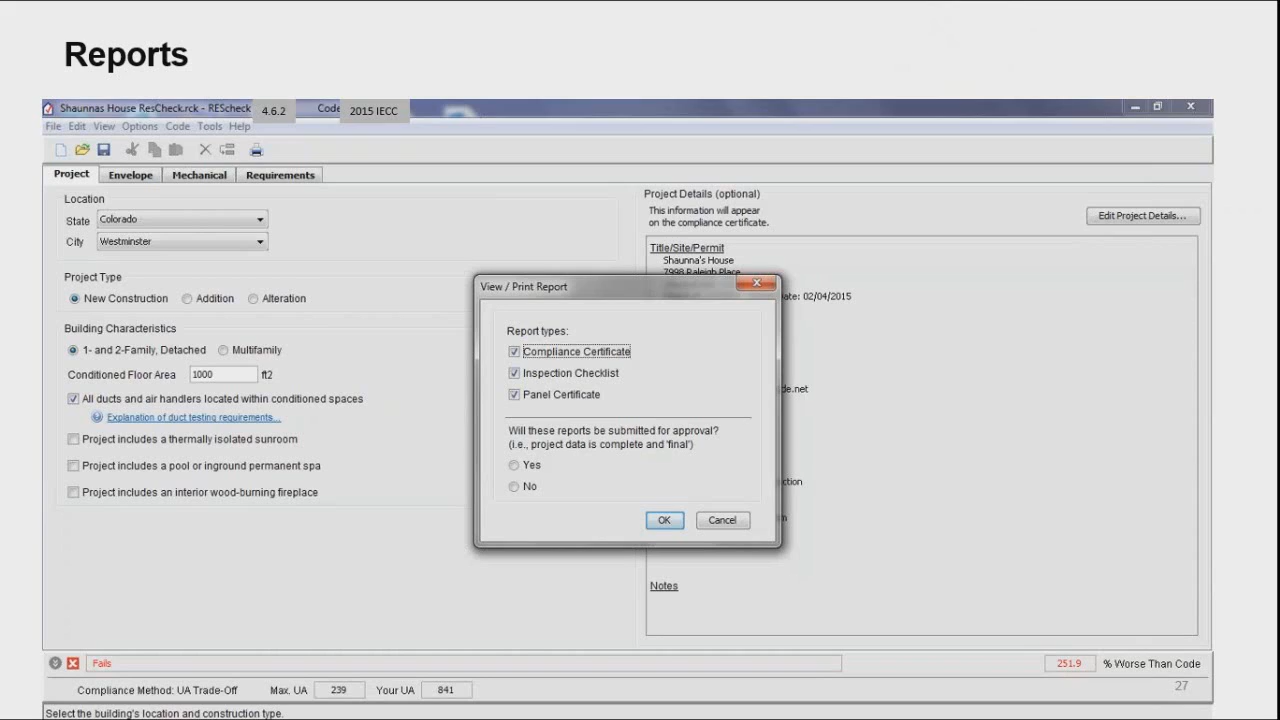 Reports
Shaunnas House ResCheck.rck - REScheck 4.6.2 Code 2015 IECC
File Edit View Options Code Tools Help
Project Envelope Mechanical Requirements
Location
State Colorado
City Westminster
Project Type
New Construction Addition Alteration
Building Characteristics
1- and 2-Family, Detached Multifamily
Conditioned Floor Area 1000 ft2
All ducts and air handlers located within conditioned spaces
Explanation of duct testing requirements...
Project includes a thermally isolated sunroom
Project includes a pool or inground permanent spa
Project includes an interior wood-burning fireplace
Project Details (optional)
This information will appear
on the compliance certificate.
Edit Project Details...
Title/Site/Permit
Shaunna's House
7998 Raleigh Place
ate: 02/04/2015
de.net
ction
Notes
View / Print Report
Report types:
Compliance Certificate
Inspection Checklist
Panel Certificate
Will these reports be submitted for approval?
(i.e., project data is complete and 'final')
Yes
No
OK Cancel
Fails 251.9 % Worse Than Code
Compliance Method: UA Trade-Off Max. UA 239 Your UA 841
27
Select the building's location and construction type.